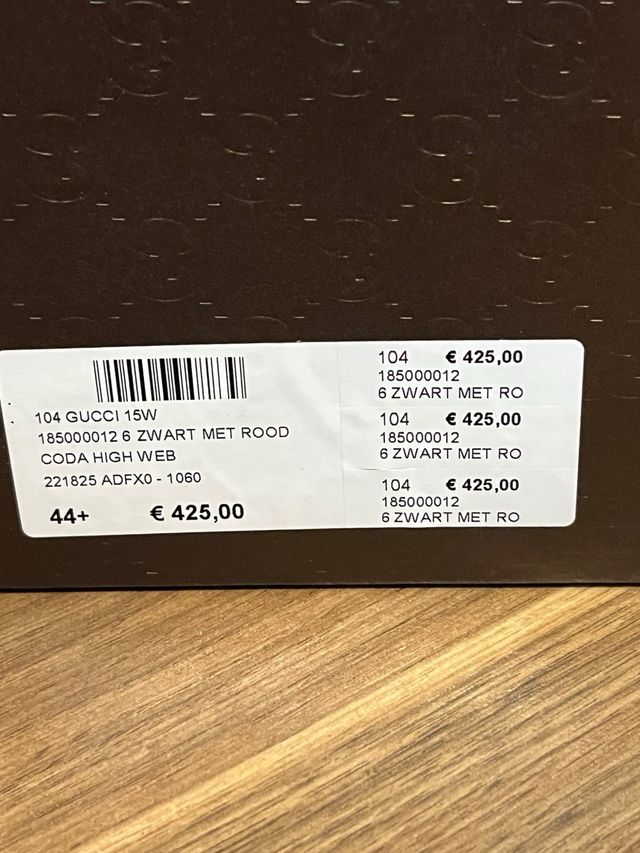 104 GUCCI 15W
185000012 6 ZWART MET ROOD
CODA HIGH WEB
221825 ADFX0 - 1060
44+ € 425,00
104 € 425,00
185000012
6 ZWART MET RO
104 € 425,00
185000012
6 ZWART MET RO
104 € 425,00
185000012
6 ZWART MET RO